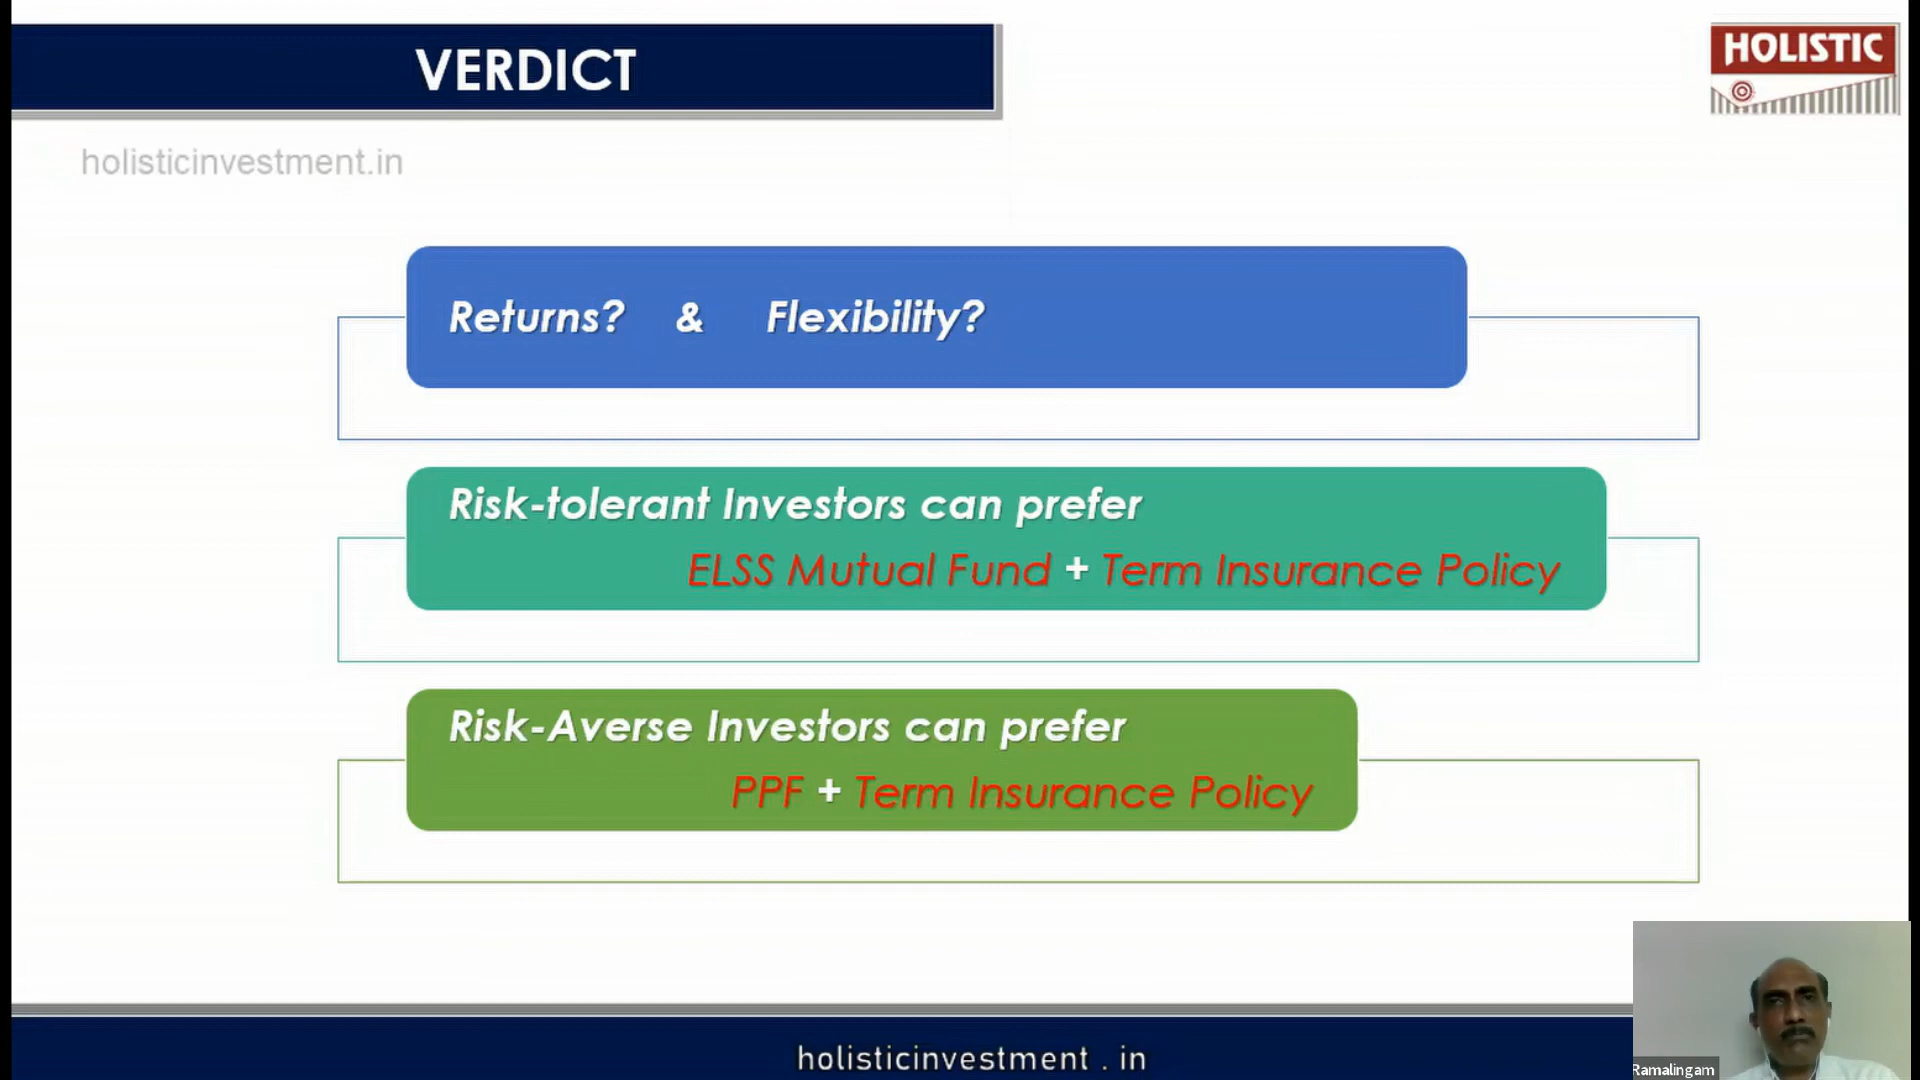 VERDICT
HOLISTIC
holisticinvestment.in
Returns? & Flexibility?
Risk-tolerant Investors can prefer
ELSS Mutual Fund + Term Insurance Policy
Risk-Averse Investors can prefer
PPF + Term Insurance Policy
holisticinvestment . in
Ramalingam